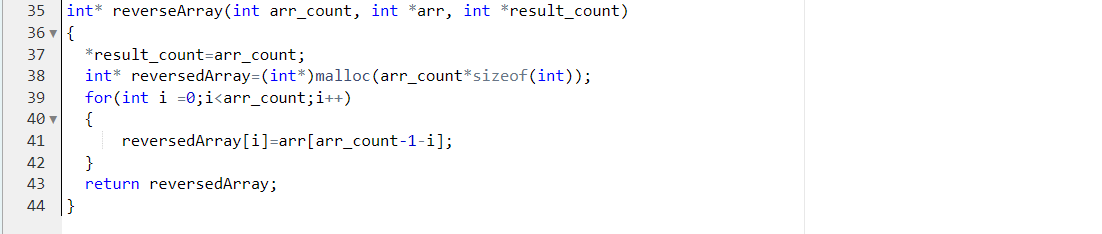 35 int* reverseArray(int arr_count, int *arr, int *result_count)
36 {
37   *result_count=arr_count;
38   int* reversedArray=(int*)malloc(arr_count*sizeof(int));
39   for(int i =0;i<arr_count;i++)
40   {
41       reversedArray[i]=arr[arr_count-1-i];
42   }
43   return reversedArray;
44 }